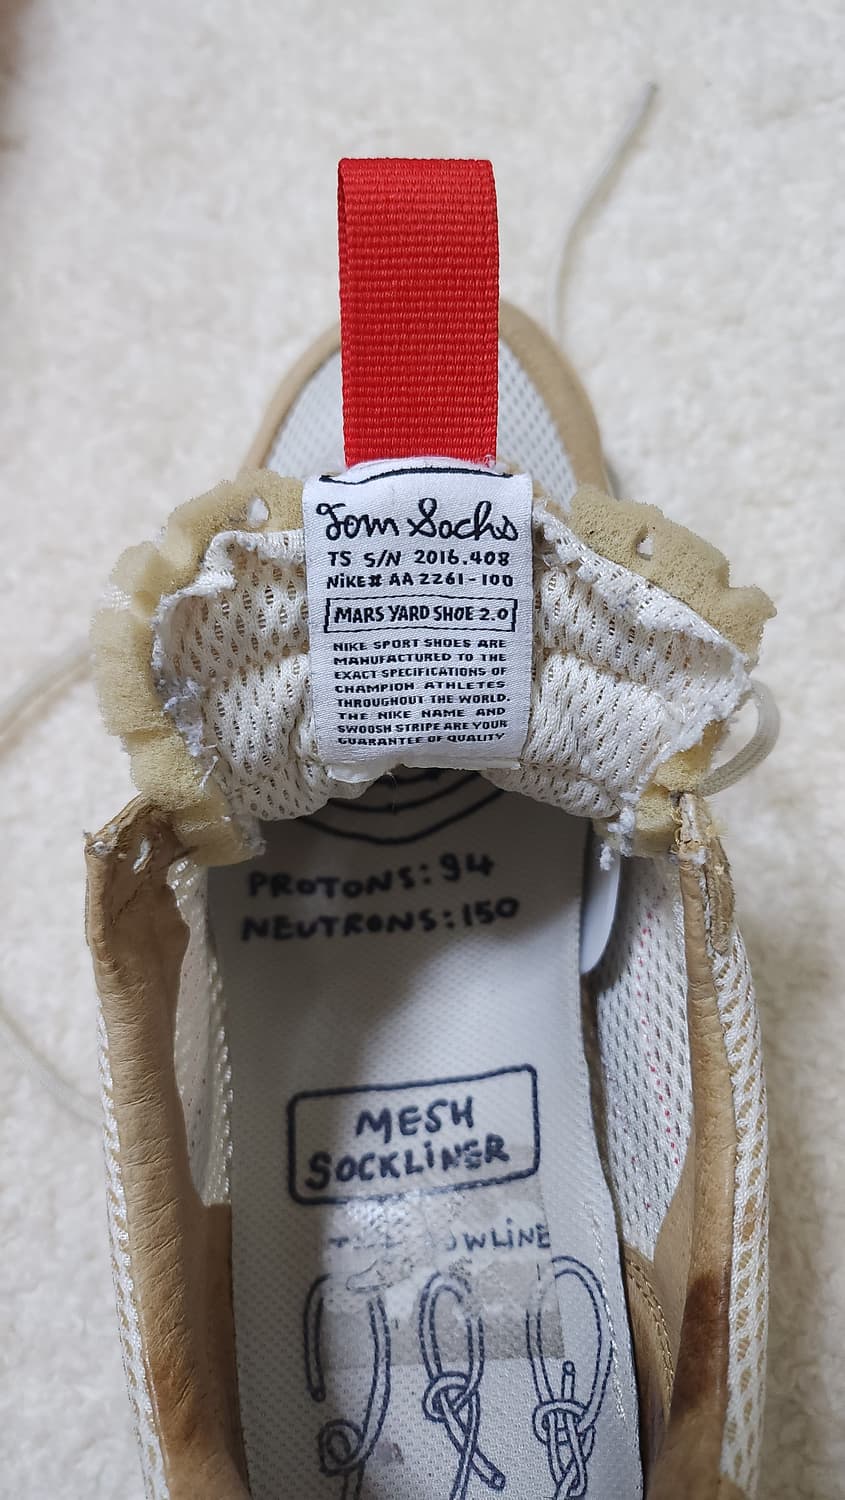 Tom Sachs
TS S/N 2016.408
NIKE# AA 2261-100
MARS YARD SHOE 2.0
NIKE SPORT SHOES ARE
MANUFACTURED TO THE
EXACT SPECIFICATIONS OF
CHAMPION ATHLETES
THROUGHOUT THE WORLD.
THE NIKE NAME AND
SWOOSH STRIPE ARE YOUR
GUARANTEE OF QUALITY
PROTONS: 94
NEUTRONS: 150
MESH
SOCKLINER